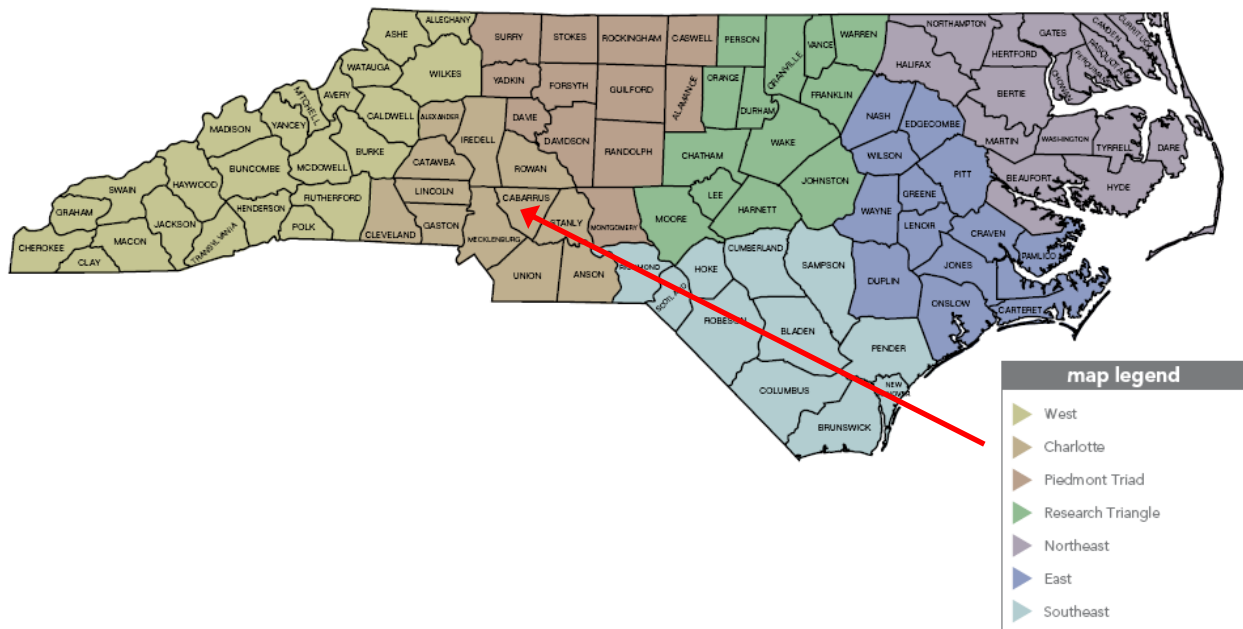 ALLEGHANY
ASHE
SURRY
STOKES
ROCKINGHAM
CASWELL
PERSON
GRANVILLE
VANCE
WARREN
NORTHAMPTON
GATES
CAMDEN
CURRITUCK
PASQUOTANK
PERQUIMANS
HERTFORD
HALIFAX
CHOWAN
BERTIE
WATAUGA
WILKES
YADKIN
FORSYTH
GUILFORD
ALAMANCE
ORANGE
DURHAM
FRANKLIN
NASH
EDGECOMBE
MARTIN
WASHINGTON
TYRRELL
DARE
MITCHELL
AVERY
CALDWELL
ALEXANDER
IREDELL
DAVIE
DAVIDSON
RANDOLPH
CHATHAM
WAKE
WILSON
PITT
BEAUFORT
HYDE
MADISON
YANCEY
BURKE
CATAWBA
ROWAN
JOHNSTON
GREENE
BUNCOMBE
MCDOWELL
LINCOLN
CABARRUS
LEE
HARNETT
WAYNE
LENOIR
CRAVEN
PAMLICO
SWAIN
HAYWOOD
RUTHERFORD
HENDERSON
GASTON
CLEVELAND
STANLY
MONTGOMERY
MOORE
GRAHAM
JACKSON
TRANSYLVANIA
POLK
MECKLENBURG
CUMBERLAND
SAMPSON
DUPLIN
JONES
CHEROKEE
MACON
CLAY
UNION
ANSON
RICHMOND
SCOTLAND
HOKE
ONSLOW
CARTERET
ROBESON
BLADEN
PENDER
COLUMBUS
NEW
HANOVER
BRUNSWICK
map legend
West
Charlotte
Piedmont Triad
Research Triangle
Northeast
East
Southeast